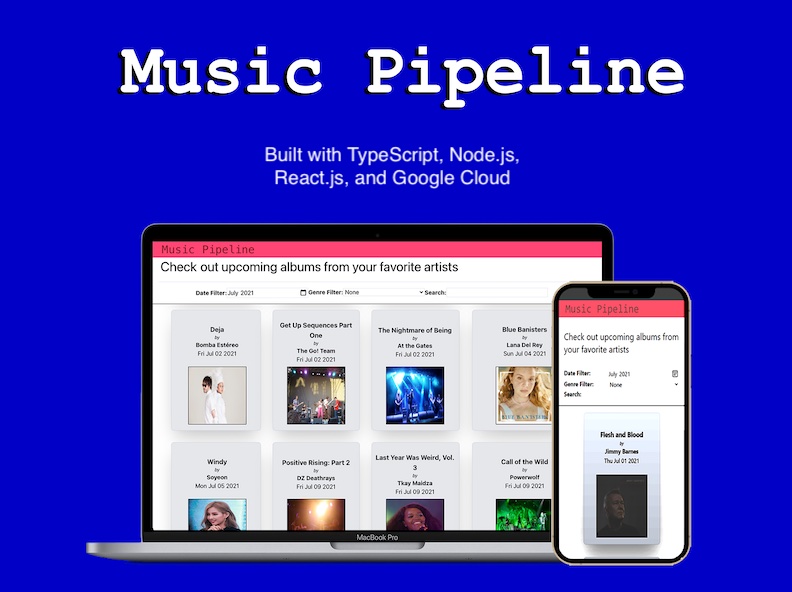 Music Pipeline
Built with TypeScript, Node.js,
React.js, and Google Cloud
Music Pipeline
Check out upcoming albums from your favorite artists
Date Filter: July 2021
Genre Filter: None
Search:
Deja
by
Bomba Estéreo
Fri Jul 02 2021
Get Up Sequences Part
One
by
The Go! Team
Fri Jul 02 2021
The Nightmare of Being
by
At the Gates
Fri Jul 02 2021
Blue Banisters
by
Lana Del Rey
Sun Jul 04 2021
Windy
by
Soyeon
Mon Jul 05 2021
Positive Rising: Part 2
by
DZ Deathrays
Fri Jul 09 2021
Last Year Was Weird, Vol.
3
by
Tkay Maidza
Fri Jul 09 2021
Call of the Wild
by
Powerwolf
Fri Jul 09 2021
MacBook Pro
Music Pipeline
Check out upcoming albums from
your favorite artists
Date Filter: July 2021
Genre Filter: None
Search:
Flesh and Blood
by
Jimmy Barnes
Thu Jul 01 2021